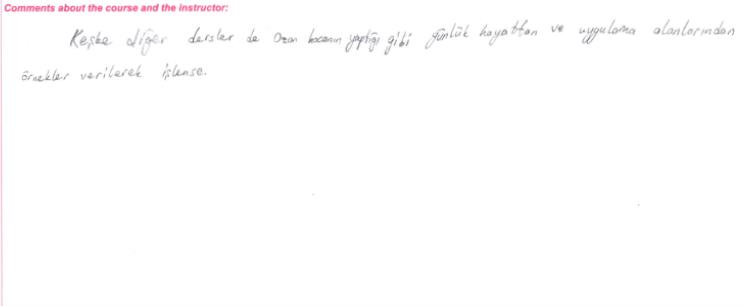 Comments about the course and the instructor:
Keşke diğer dersler de Ozan hocanın yaptığı gibi günlük hayattan ve uygulama alanlarından
örnekler verilerek işlense.